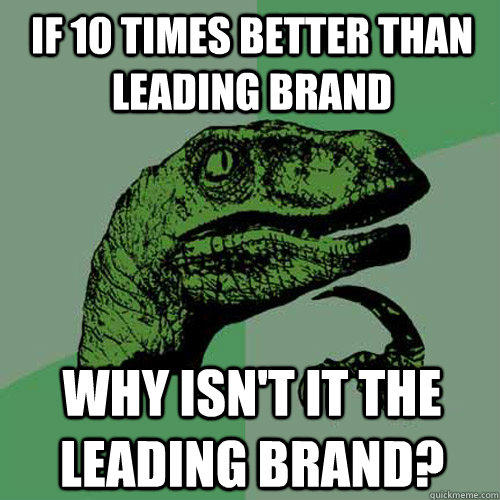 IF 10 TIMES BETTER THAN
LEADING BRAND
WHY ISN'T IT THE
LEADING BRAND?
quickmeme.com